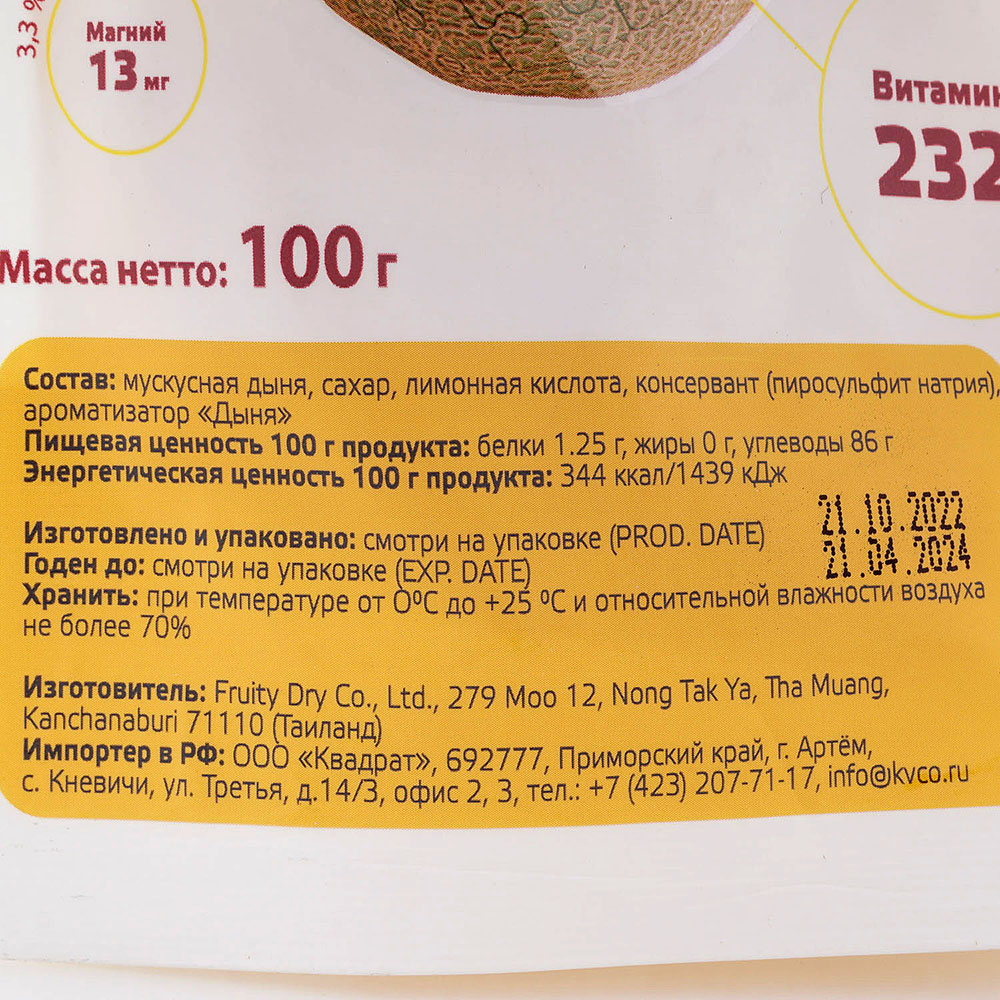 3,3 %
Магний
13 мг
Витамин
232
Масса нетто: 100 г
Состав: мускусная дыня, сахар, лимонная кислота, консервант (пиросульфит натрия),
ароматизатор «Дыня»
Пищевая ценность 100 г продукта: белки 1.25 г, жиры 0 г, углеводы 86 г
Энергетическая ценность 100 г продукта: 344 ккал/1439 кДж
21.10.2022
21.04.2024
Изготовлено и упаковано: смотри на упаковке (PROD. DATE)
Годен до: смотри на упаковке (EXP. DATE)
Хранить: при температуре от 0ºС до +25 ºС и относительной влажности воздуха
не более 70%
Изготовитель: Fruity Dry Co., Ltd., 279 Moo 12, Nong Tak Ya, Tha Muang,
Kanchanaburi 71110 (Таиланд)
Импортер в РФ: ООО «Квадрат», 692777, Приморский край, г. Артём,
с. Кневичи, ул. Третья, д.14/3, офис 2, 3, тел.: +7 (423) 207-71-17, info@kvco.ru